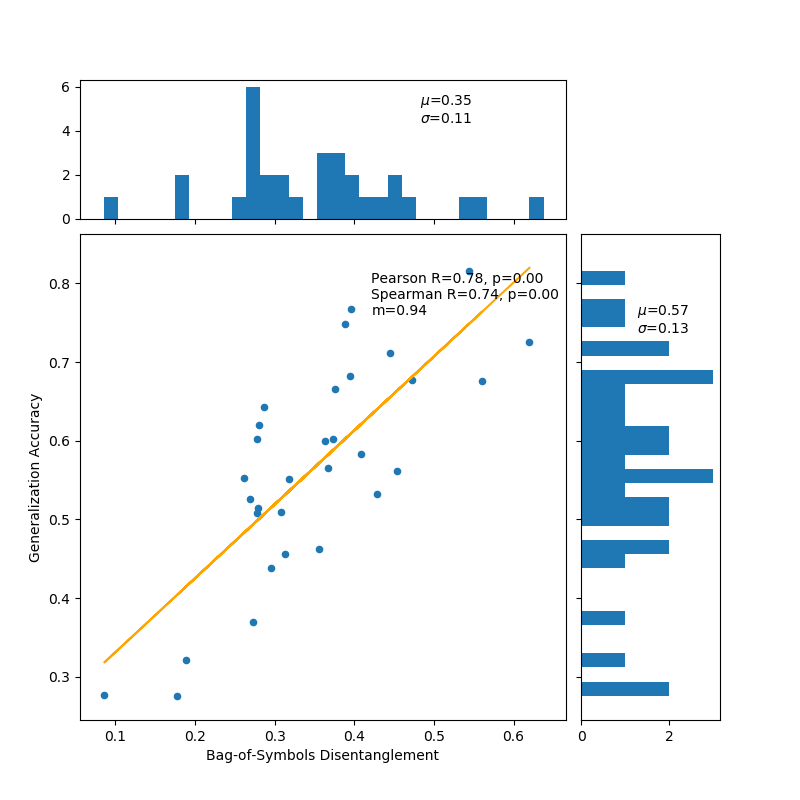 6
4
2
0
μ=0.35
σ=0.11
0.8
0.7
0.6
0.5
0.4
0.3
Generalization Accuracy
Pearson R=0.78, p=0.00
Spearman R=0.74, p=0.00
m=0.94
μ=0.57
σ=0.13
0.1 0.2 0.3 0.4 0.5 0.6
Bag-of-Symbols Disentanglement
0 2